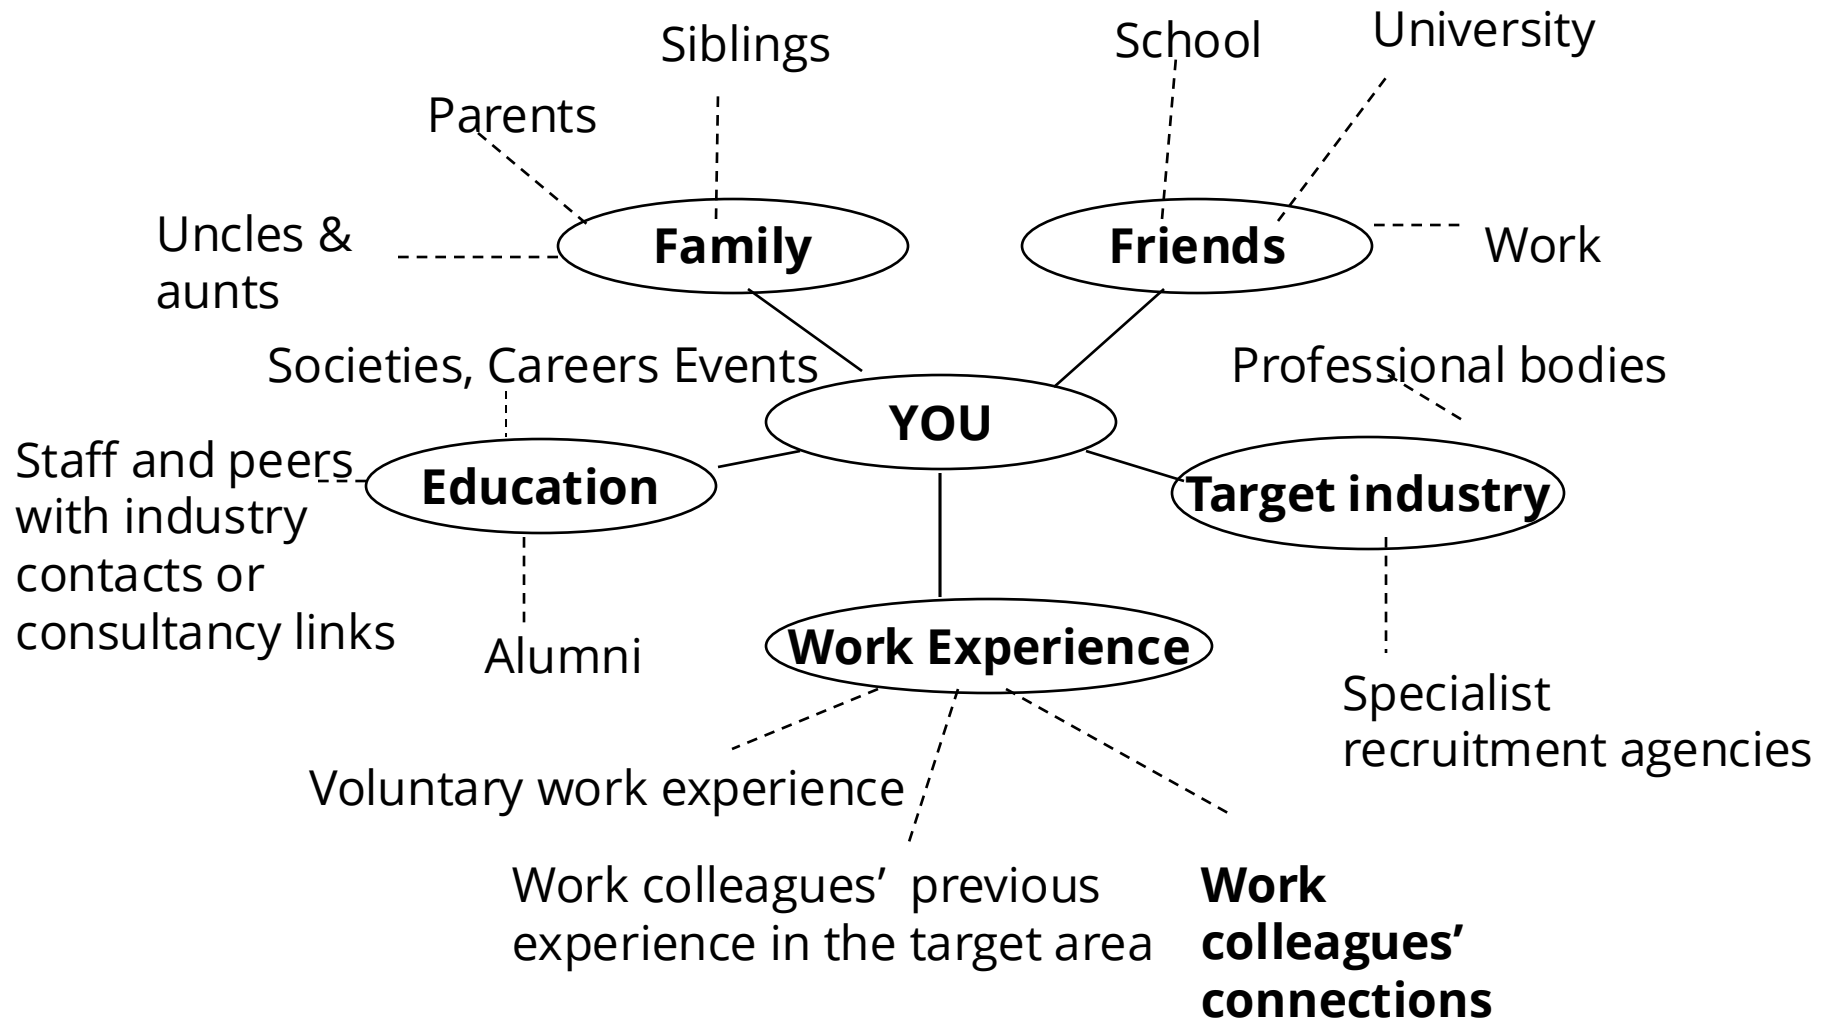 Siblings
School
University
Parents
Uncles &
aunts
Family
Friends
Work
Societies, Careers Events
Professional bodies
YOU
Staff and peers
with industry
contacts or
consultancy links
Education
Target industry
Alumni
Work Experience
Specialist
recruitment agencies
Voluntary work experience
Work colleagues’ previous
experience in the target area
Work
colleagues’
connections